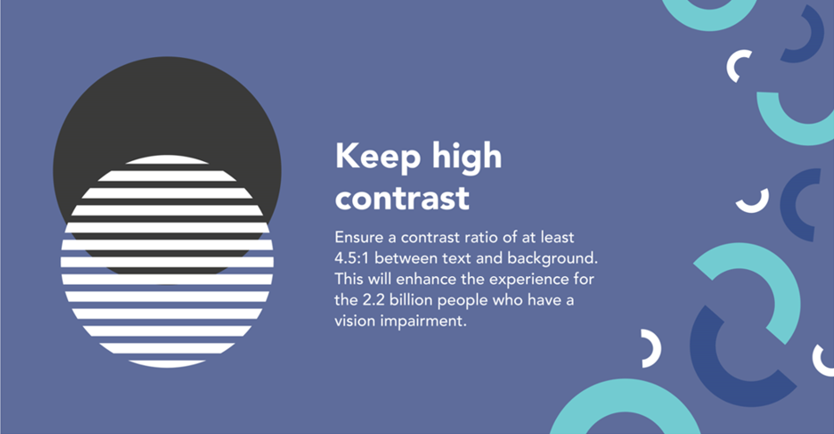 Keep high
contrast
Ensure a contrast ratio of at least
4.5:1 between text and background.
This will enhance the experience for
the 2.2 billion people who have a
vision impairment.